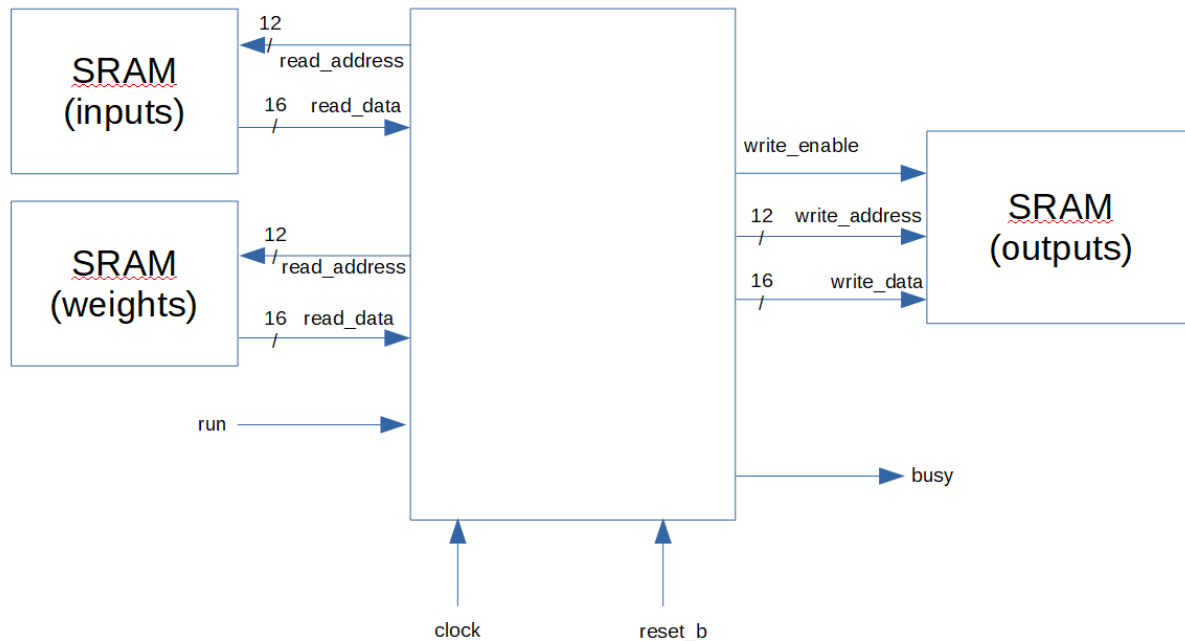 SRAM
(inputs)
12
/
read_address
16
read_data
/
SRAM
(weights)
12
/
read_address
16
read_data
/
run
write_enable
12
write_address
/
16
write_data
/
SRAM
(outputs)
busy
clock
reset_b